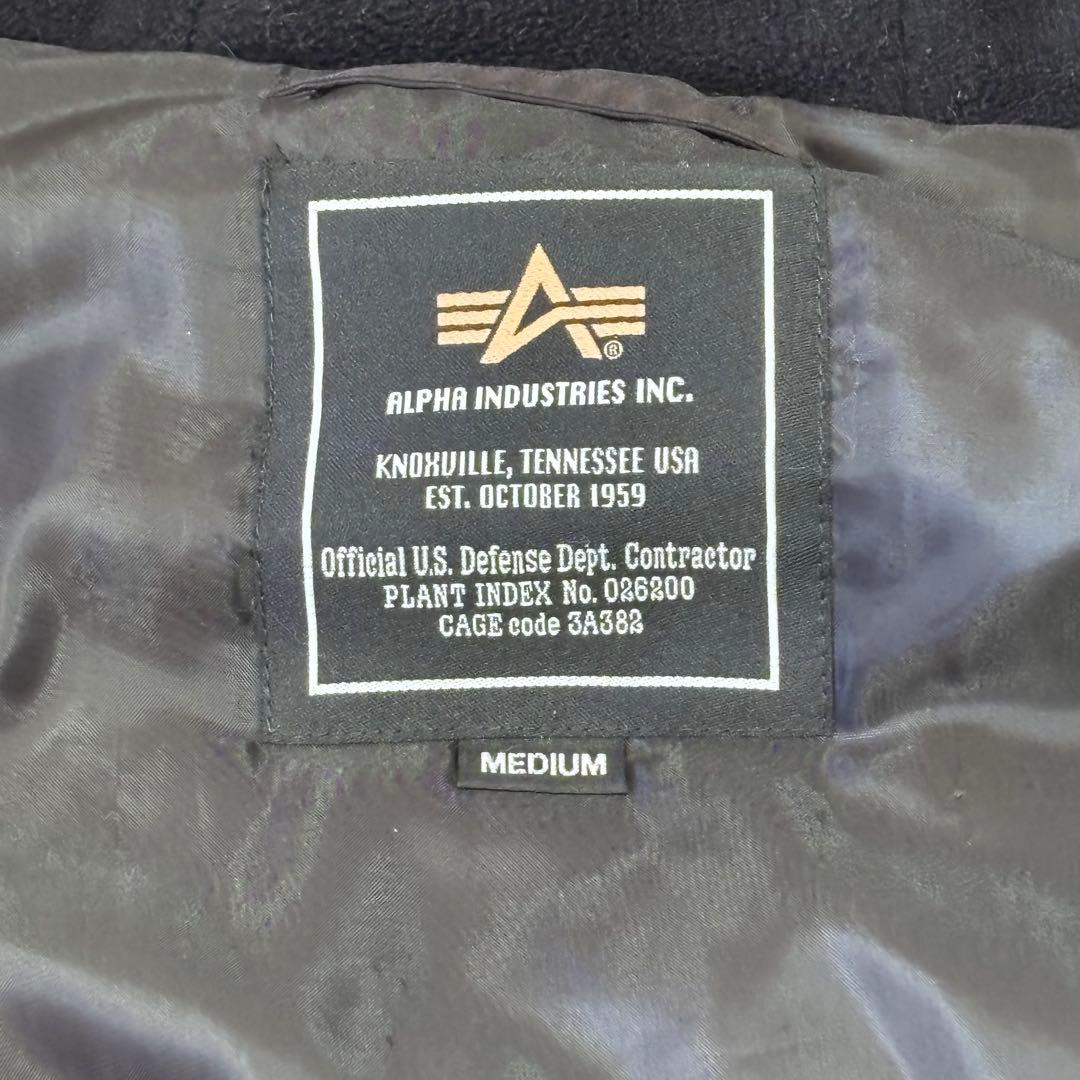 ®
ALPHA INDUSTRIES INC.
KNOXVILLE, TENNESSEE USA
EST. OCTOBER 1959
Official U.S. Defense Dept. Contractor
PLANT INDEX No. 026200
CAGE code 3A382
MEDIUM